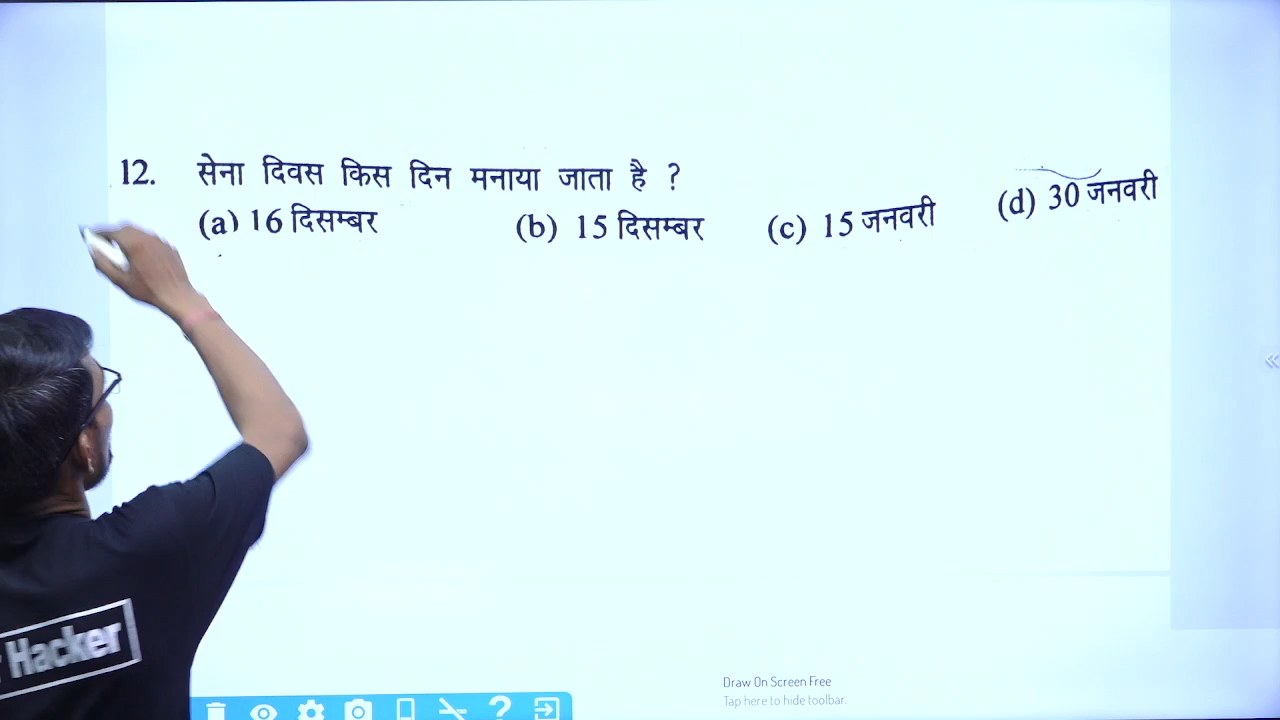 12. सेना दिवस किस दिन मनाया जाता है ?
(a) 16 दिसम्बर (b) 15 दिसम्बर (c) 15 जनवरी (d) 30 जनवरी
Hacker
Draw On Screen Free
Tap here to hide toolbar.